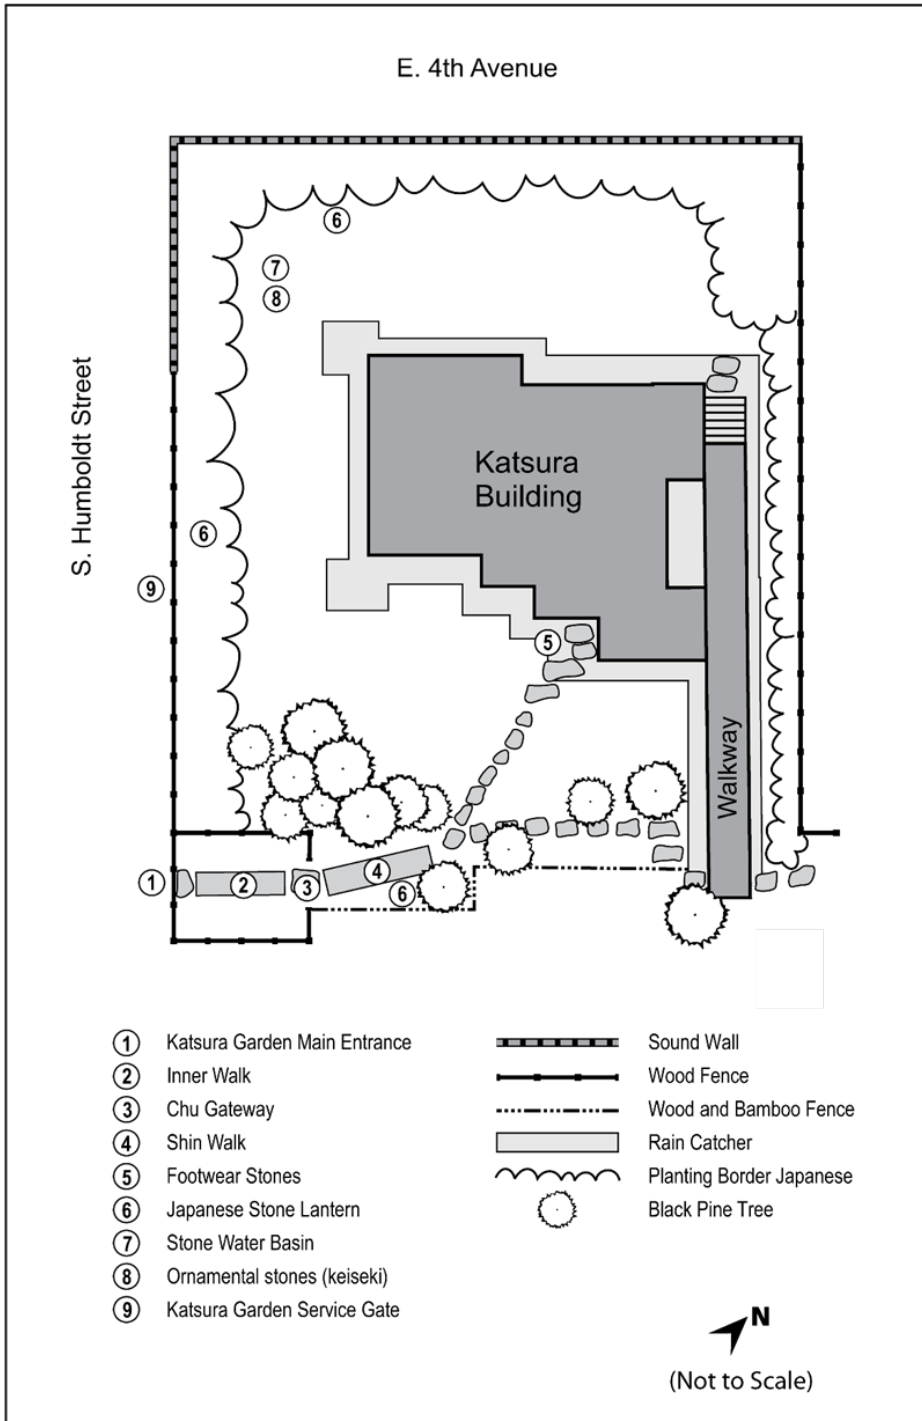 E. 4th Avenue
S. Humboldt Street
6
7
8
Katsura
Building
6
9
5
Walkway
1
2
3
4
6
1 Katsura Garden Main Entrance
2 Inner Walk
3 Chu Gateway
4 Shin Walk
5 Footwear Stones
6 Japanese Stone Lantern
7 Stone Water Basin
8 Ornamental stones (keiseki)
9 Katsura Garden Service Gate
Sound Wall
Wood Fence
Wood and Bamboo Fence
Rain Catcher
Planting Border Japanese
Black Pine Tree
N
(Not to Scale)